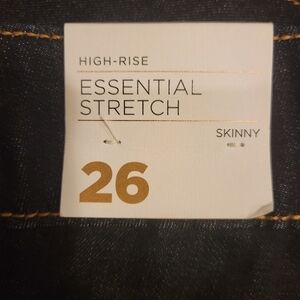 HIGH-RISE
ESSENTIAL
STRETCH
SKINNY
26